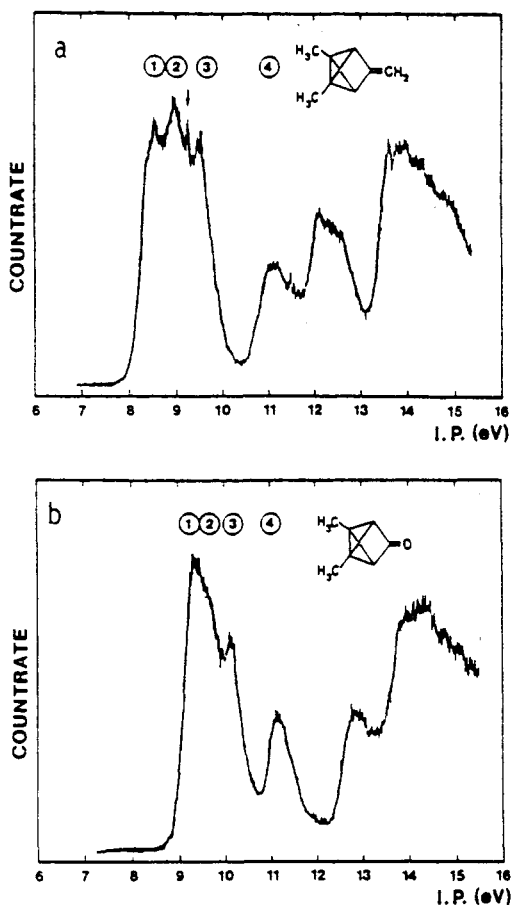 a
① ② ③ ④
H₃C
CH₂
H₃C
COUNTRATE
6 7 8 9 10 11 12 13 14 15 16
I.P. (eV)
b
① ② ③ ④
H₃C
O
H₃C
COUNTRATE
6 7 8 9 10 11 12 13 14 15 16
I.P. (eV)